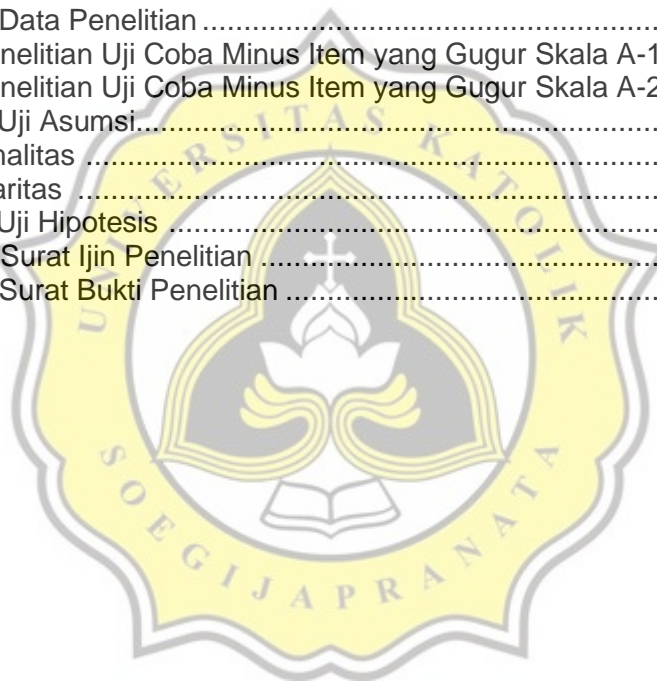 Data Penelitian ......................................................
nelitian Uji Coba Minus Item yang Gugur Skala A-1
nelitian Uji Coba Minus Item yang Gugur Skala A-2
Uji Asumsi..............................................................
alitas .....................................................................
aritas .....................................................................
Uji Hipotesis ..........................................................
Surat Ijin Penelitian ................................................
Surat Bukti Penelitian .............................................
UNIVERSITAS KATOLIK
SOEGIJAPRANATA